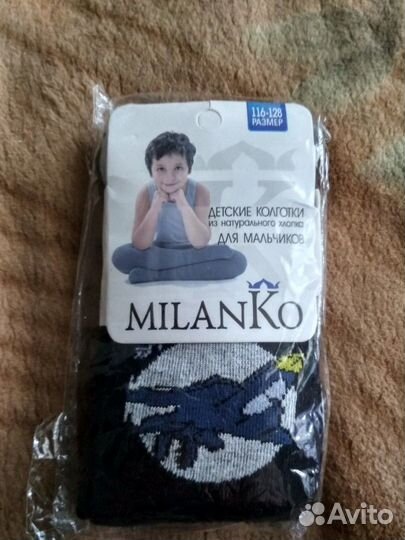 116-128
РАЗМЕР
ДЕТСКИЕ КОЛГОТКИ
ИЗ НАТУРАЛЬНОГО ХЛОПКА
ДЛЯ МАЛЬЧИКОВ
MILANKO
Avito